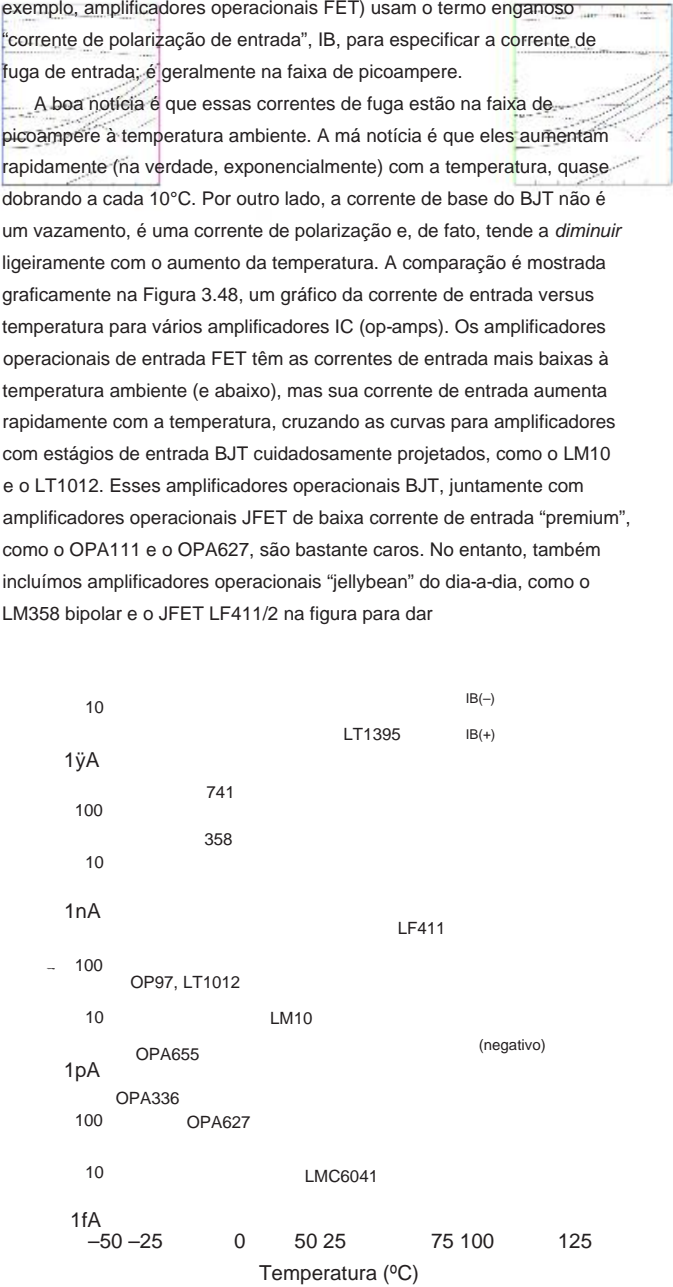 exemplo, amplificadores operacionais FET) usam o termo enganoso
“corrente de polarização de entrada”, IB, para especificar a corrente de
fuga de entrada; é geralmente na faixa de picoampere.
A boa notícia é que essas correntes de fuga estão na faixa de
picoampere à temperatura ambiente. A má notícia é que eles aumentam
rapidamente (na verdade, exponencialmente) com a temperatura, quase
dobrando a cada 10°C. Por outro lado, a corrente de base do BJT não é
um vazamento, é uma corrente de polarização e, de fato, tende a diminuir
ligeiramente com o aumento da temperatura. A comparação é mostrada
graficamente na Figura 3.48, um gráfico da corrente de entrada versus
temperatura para vários amplificadores IC (op-amps). Os amplificadores
operacionais de entrada FET têm as correntes de entrada mais baixas à
temperatura ambiente (e abaixo), mas sua corrente de entrada aumenta
rapidamente com a temperatura, cruzando as curvas para amplificadores
com estágios de entrada BJT cuidadosamente projetados, como o LM10
e o LT1012. Esses amplificadores operacionais BJT, juntamente com
amplificadores operacionais JFET de baixa corrente de entrada “premium”,
como o OPA111 e o OPA627, são bastante caros. No entanto, também
incluímos amplificadores operacionais “jellybean” do dia-a-dia, como o
LM358 bipolar e o JFET LF411/2 na figura para dar
IB(–)
10
LT1395 IB(+)
1ÿA
741
100
358
10
1nA
LF411
100
OP97, LT1012
10 LM10
(negativo)
OPA655
1pA
OPA336
100 OPA627
10 LMC6041
1fA
–50 –25 0 50 25 75 100 125
Temperatura (ºC)